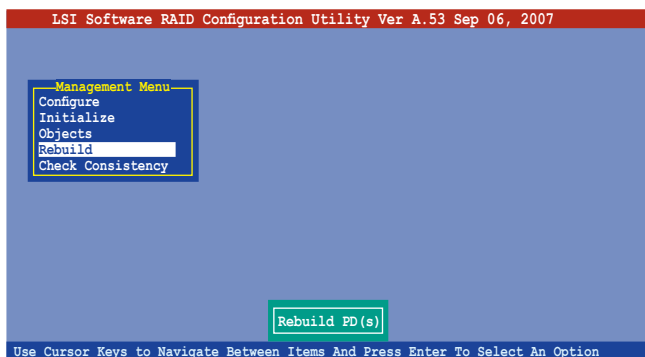 LSI Software RAID Configuration Utility Ver A.53 Sep 06, 2007
Management Menu
Configure
Initialize
Objects
Rebuild
Check Consistency
Rebuild PD(s)
Use Cursor Keys to Navigate Between Items And Press Enter To Select An Option